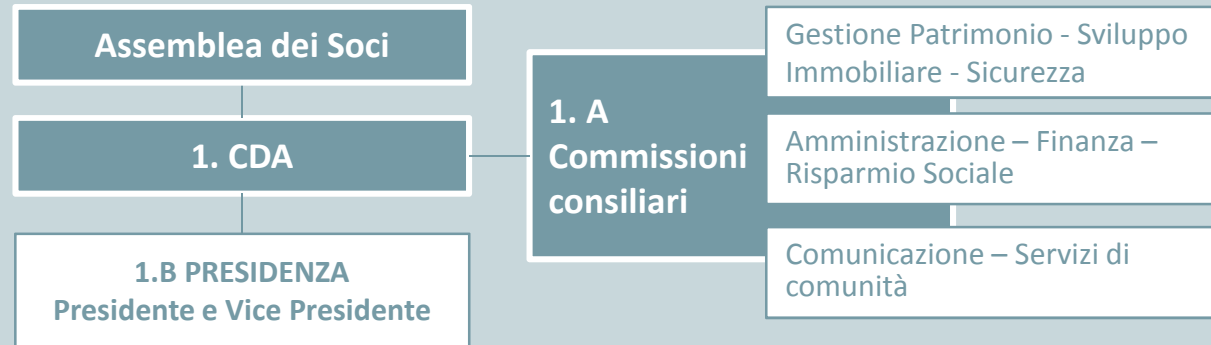 Assemblea dei Soci
1. CDA
1.B PRESIDENZA
Presidente e Vice Presidente
1. A
Commissioni
consiliari
Gestione Patrimonio - Sviluppo
Immobiliare - Sicurezza
Amministrazione – Finanza –
Risparmio Sociale
Comunicazione – Servizi di
comunità